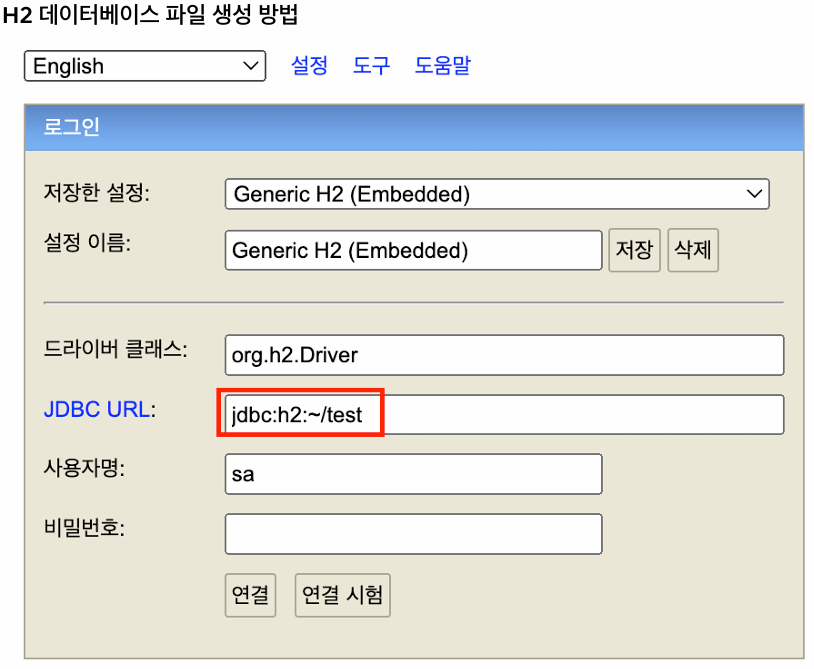 H2 데이터베이스 파일 생성 방법
English 설정 도구 도움말
로그인
저장한 설정: Generic H2 (Embedded)
설정 이름: Generic H2 (Embedded) 저장 삭제
드라이버 클래스: org.h2.Driver
JDBC URL: jdbc:h2:~/test
사용자명: sa
비밀번호:
연결 연결 시험